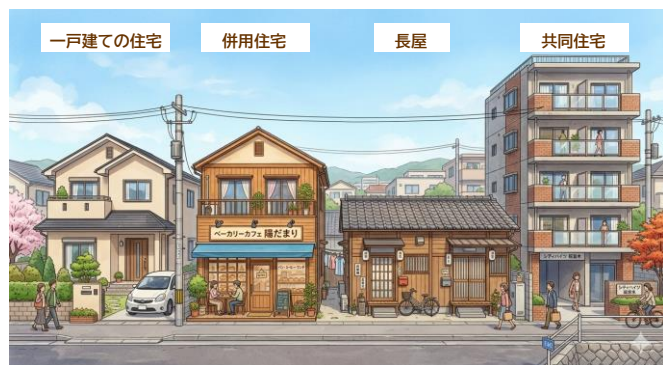 一戸建ての住宅
併用住宅
長屋
共同住宅
ベーカリーカフェ 陽だまり